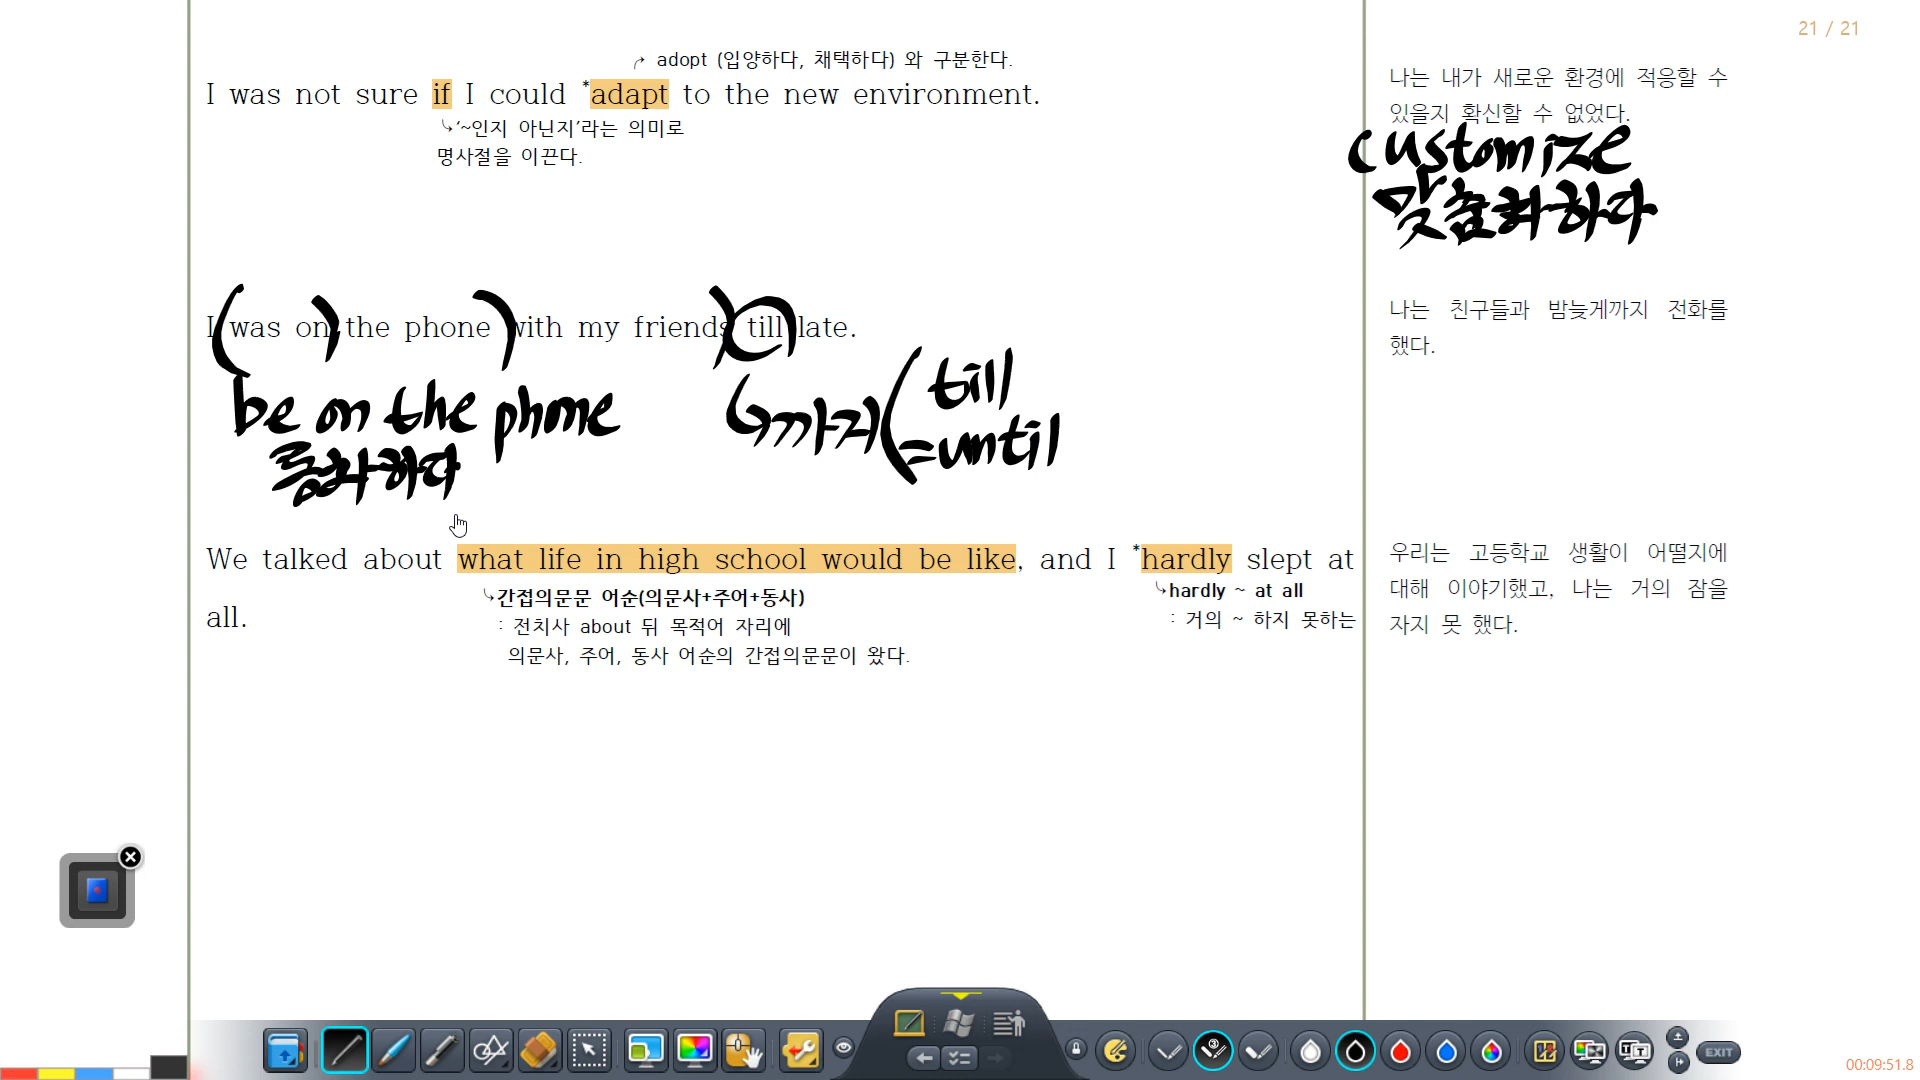 21 / 21
adopt (입양하다, 채택하다) 와 구분한다.
I was not sure if I could *adapt to the new environment.
'~인지 아닌지'라는 의미로
명사절을 이끈다.
나는 내가 새로운 환경에 적응할 수
있을지 확신할 수 없었다.
customize
맞춤화하다
I was on the phone with my friends till late.
be on the phone
통화하다
까지
till
=until
나는 친구들과 밤늦게까지 전화를
했다.
We talked about what life in high school would be like, and I *hardly slept at
all.
간접의문문 어순(의문사+주어+동사)
: 전치사 about 뒤 목적어 자리에
의문사, 주어, 동사 어순의 간접의문문이 왔다.
hardly ~ at all
: 거의 ~ 하지 못하는
우리는 고등학교 생활이 어떨지에
대해 이야기했고, 나는 거의 잠을
자지 못 했다.
EXIT
00:09:51.8